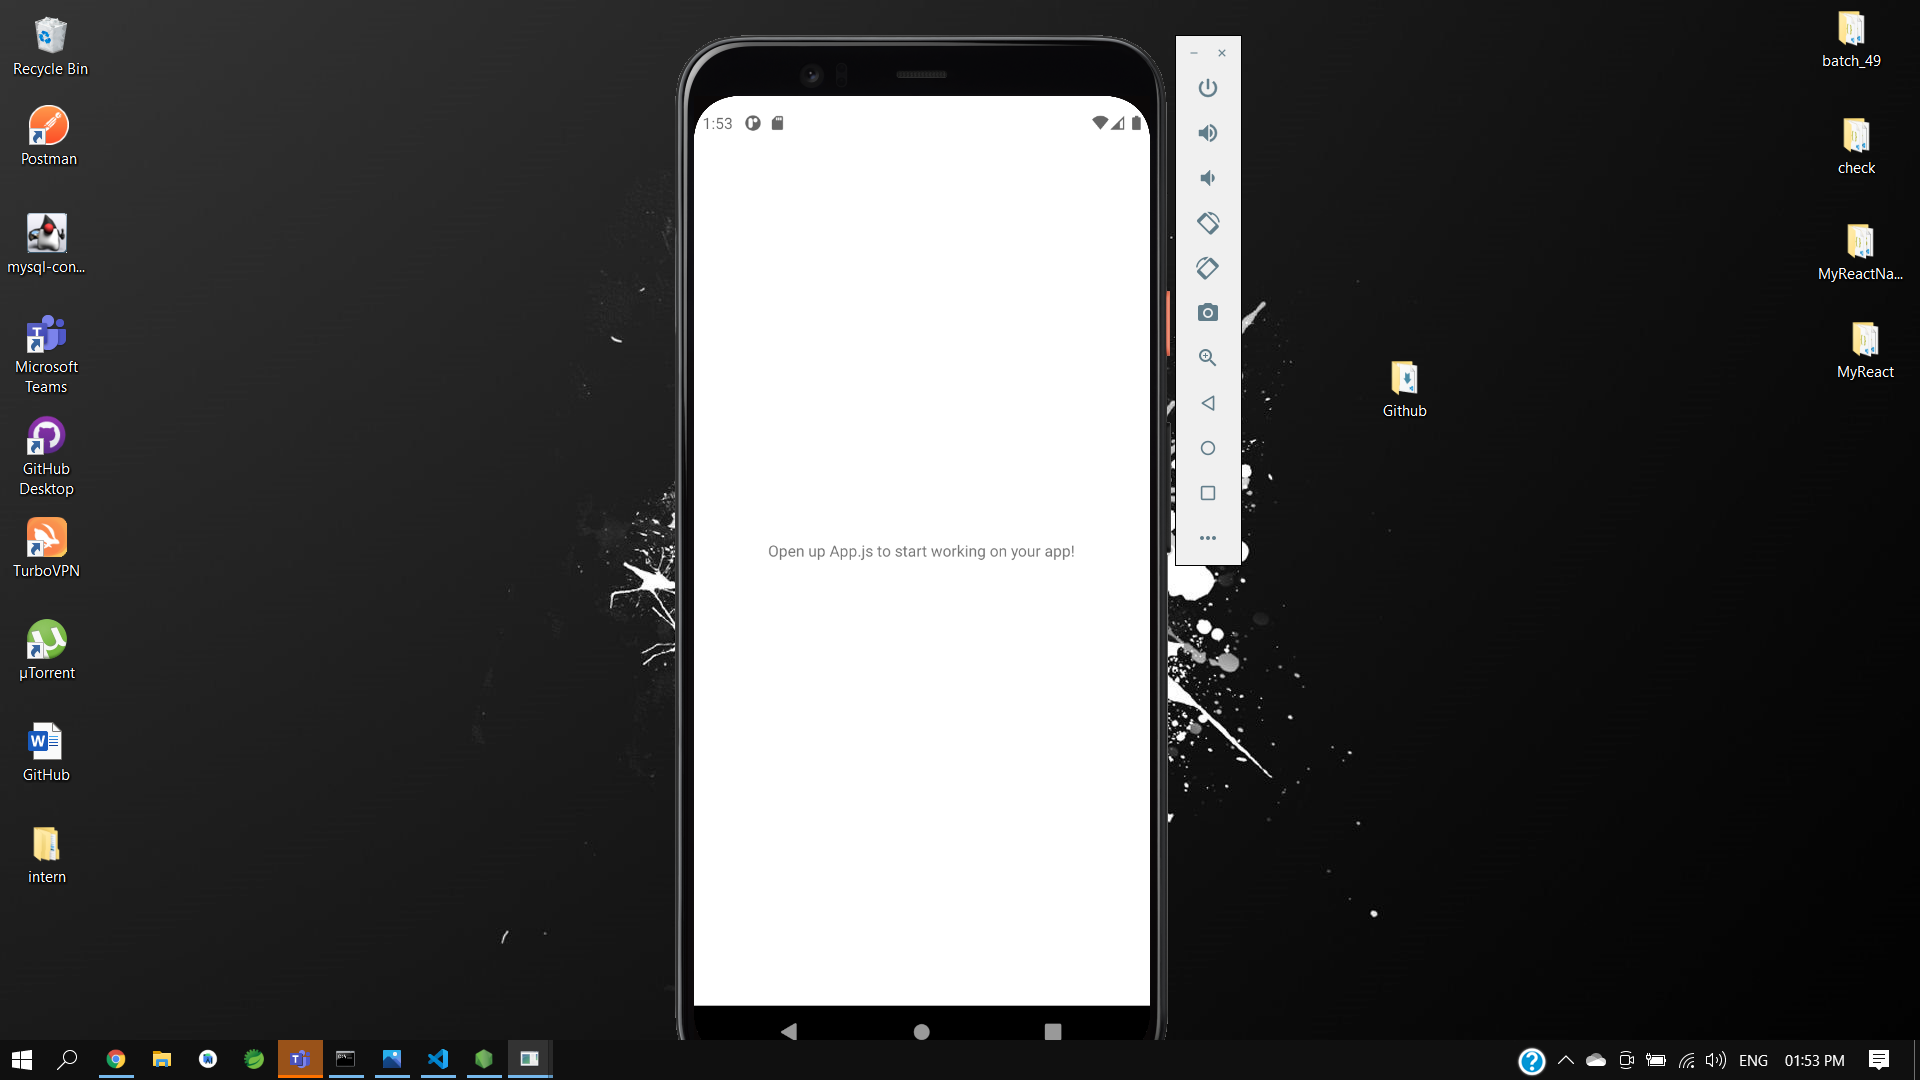 Recycle Bin
Postman
mysql-con...
Microsoft
Teams
GitHub
Desktop
TurboVPN
µTorrent
GitHub
intern
1:53
Open up App.js to start working on your app!
batch_49
check
MyReactNa...
MyReact
Github
ENG
01:53 PM